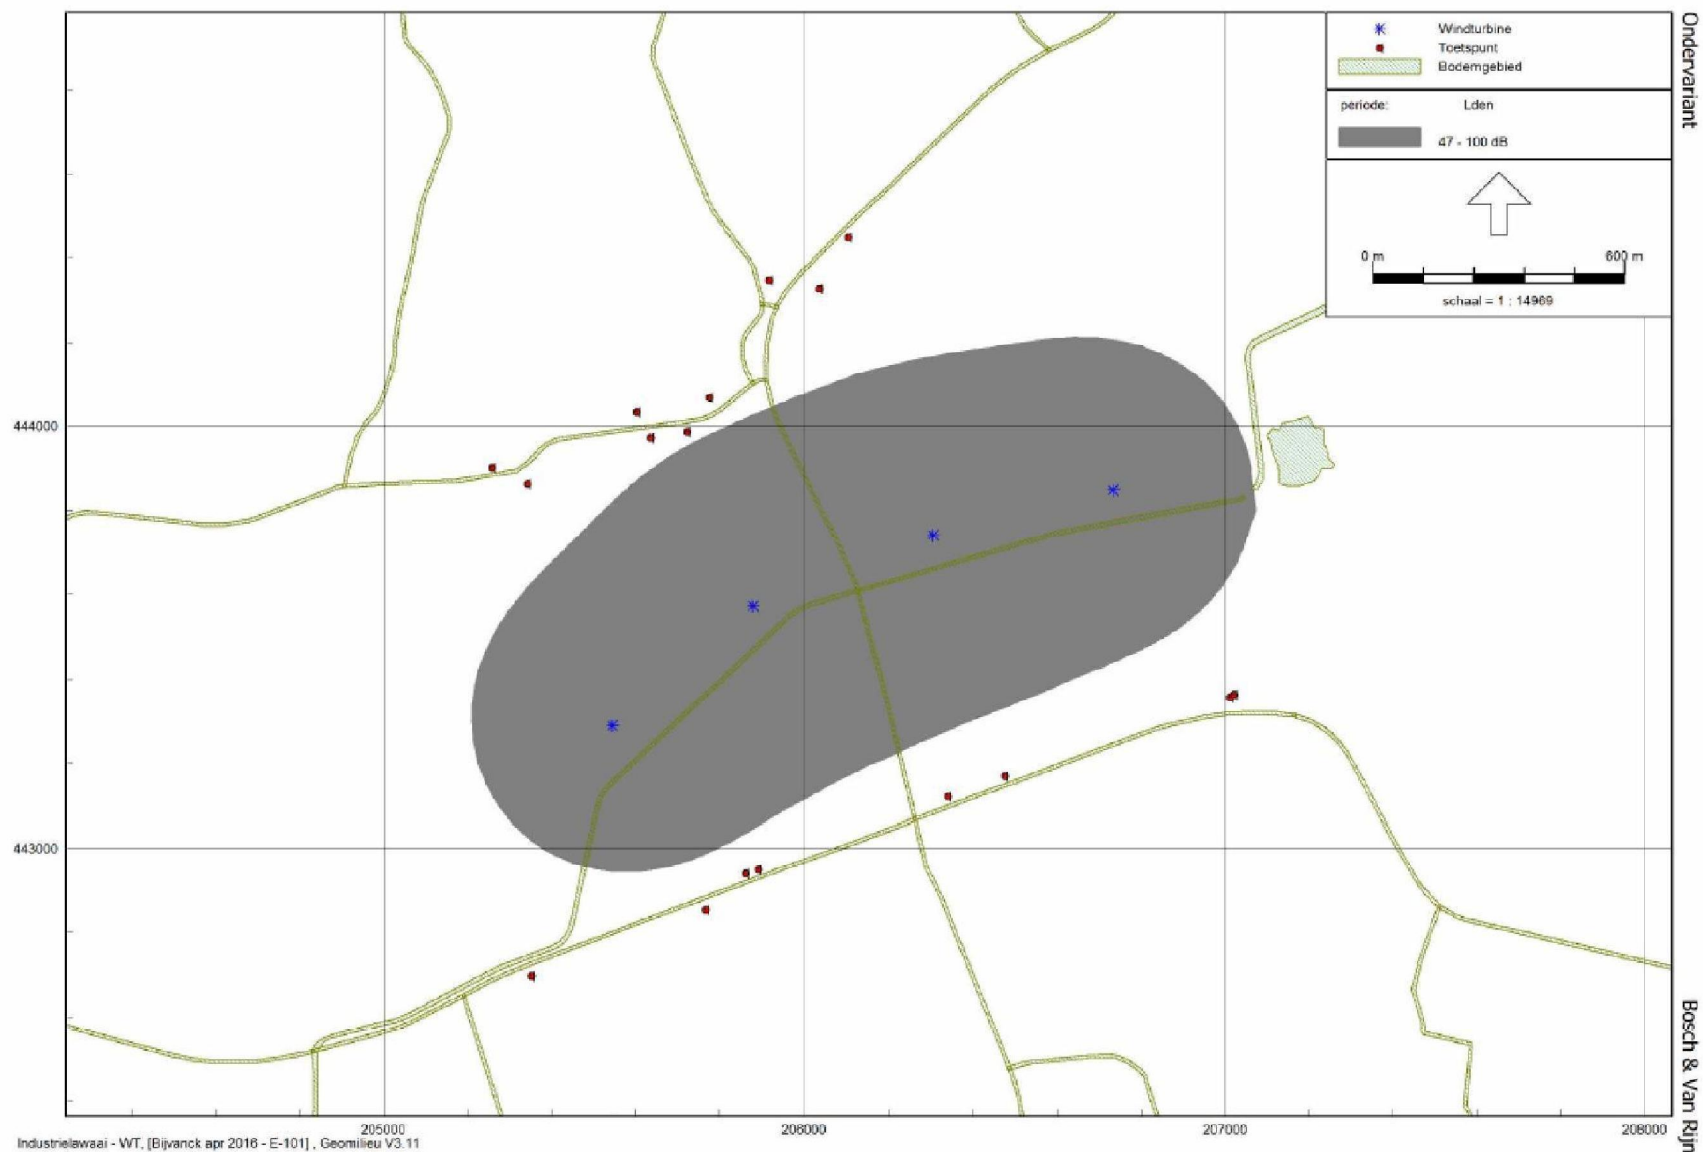 Windturbine
Toetspunt
Bodemgebied
periode: Lden
47 - 100 dB
0 m 600 m
schaal = 1 : 14969
Ondervariant
444000
443000
205000 206000 207000 208000
Industrielawaai - WT, [Bijvanck apr 2016 - E-101] , Geomilieu V3.11
Bosch & Van Rijn